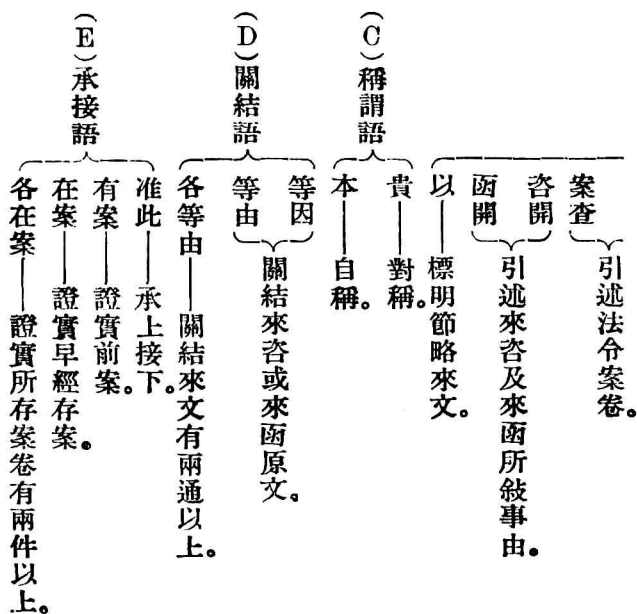 案查　引述法令案卷。
咨開
函開　引述來咨及來函所敍事由。
以——標明節略來文。
(C)稱謂語
貴——對稱。
本——自稱。
(D)關結語
等因
等由　關結來咨或來函原文。
各等由——關結來文有兩通以上。
(E)承接語
准此——承上接下。
有案——證實前案。
在案——證實早經存案。
各在案——證實所存案卷有兩件以上。